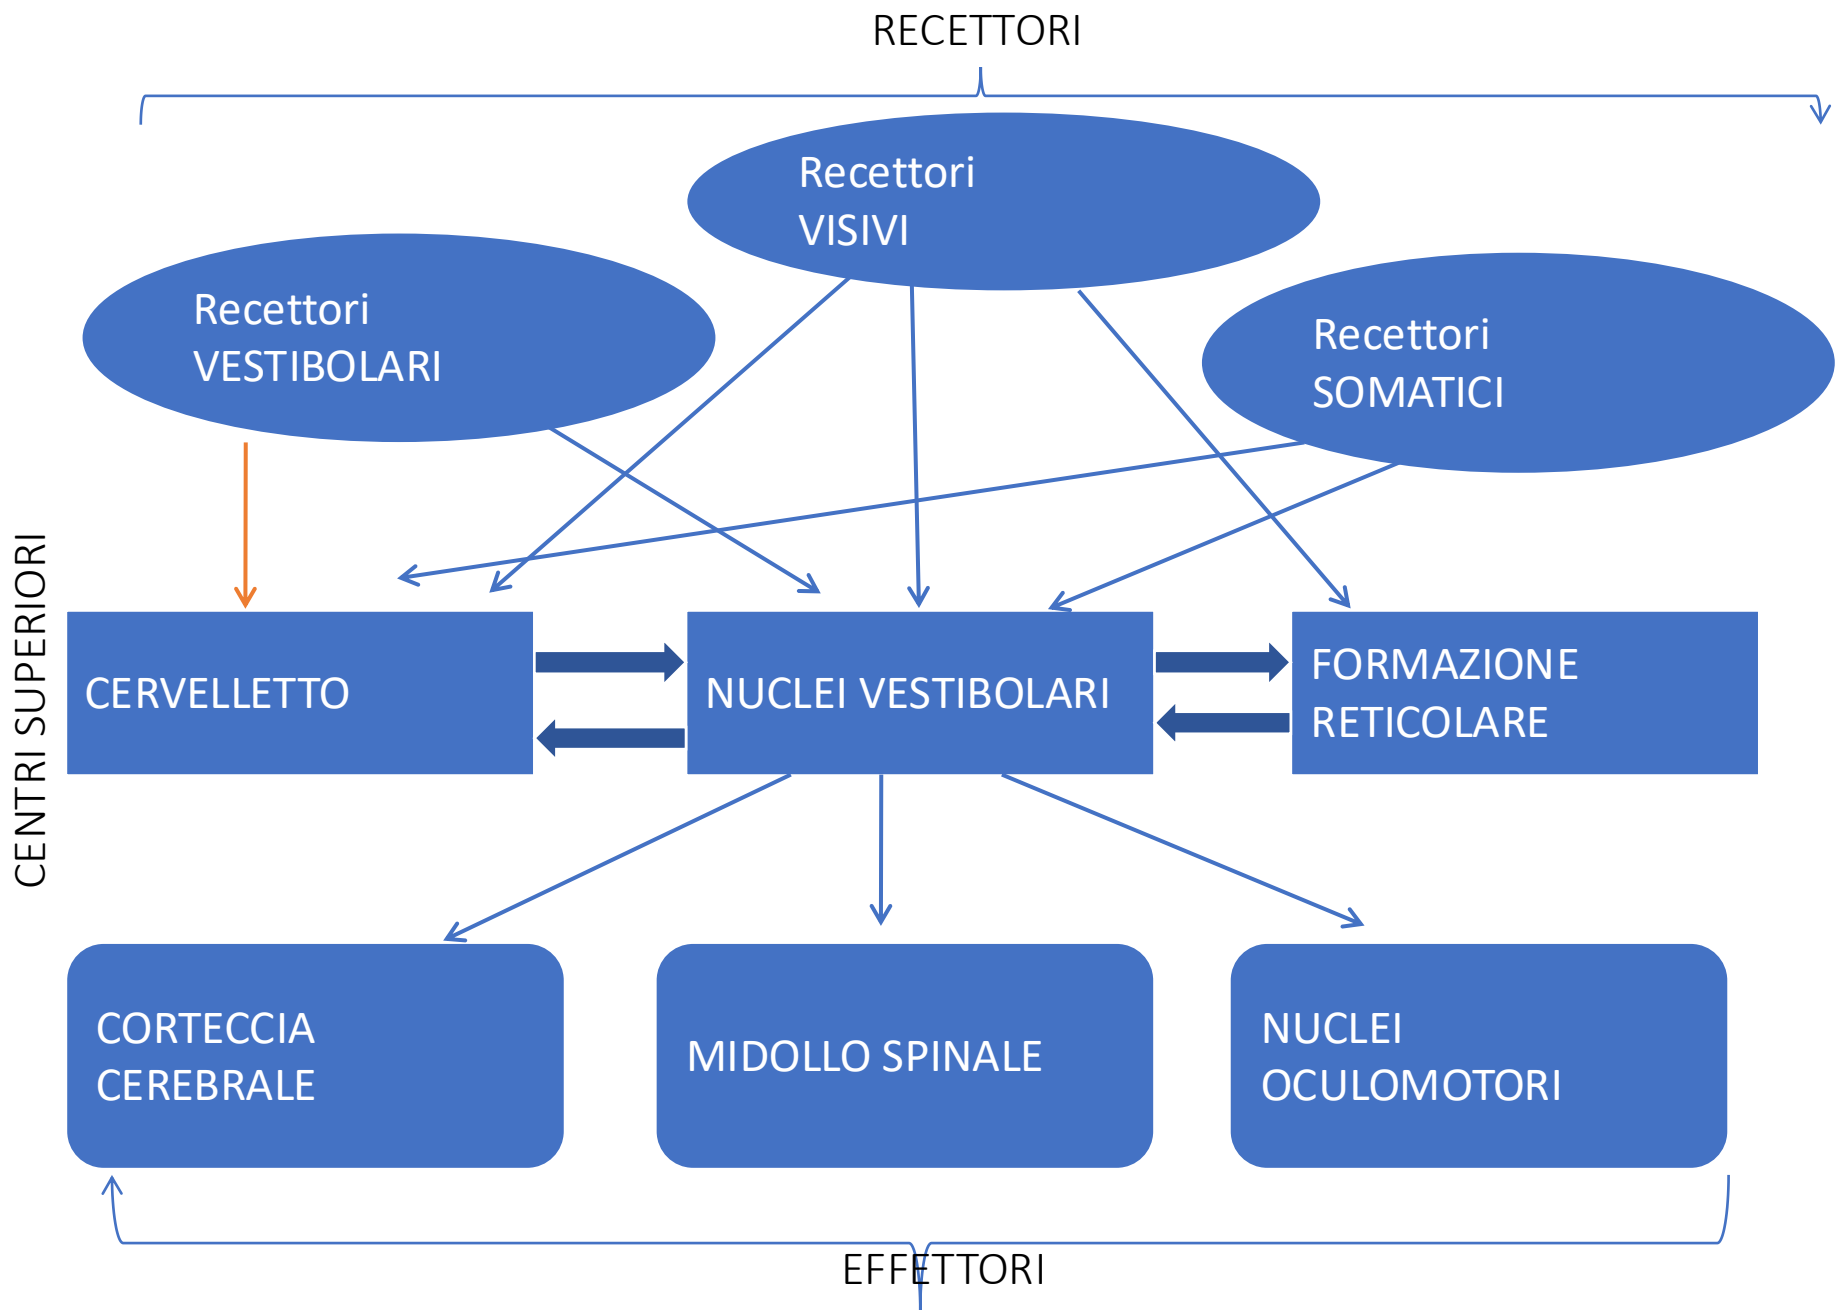 RECETTORI
Recettori
VISIVI
Recettori
VESTIBOLARI
Recettori
SOMATICI
CENTRI SUPERIORI
CERVELLETTO
NUCLEI VESTIBOLARI
FORMAZIONE
RETICOLARE
CORTECCIA
CEREBRALE
MIDOLLO SPINALE
NUCLEI
OCULOMOTORI
EFFETTORI